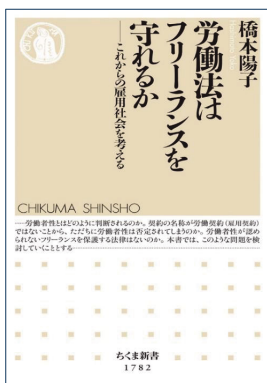 橋本陽子
Hashimoto Yoko
労働法は
フリーランスを
守れるか
——これからの雇用社会を考える
CHIKUMA SHINSHO
……労働者性とはどのように判断されるのか。契約の名称が労働契約(雇用契約)
ではないことから、ただちに労働者性は否定されてしまうのか。労働者性が認め
られないフリーランスを保護する法律はないのか。本書では、このような問題を検
討していくこととする……
ちくま新書
1782